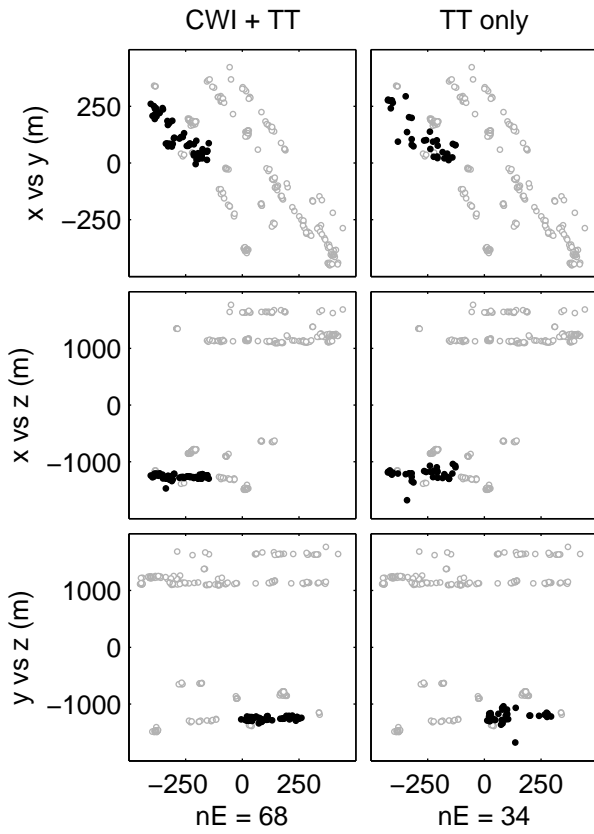 CWI + TT
TT only
x vs y (m)
250
0
−250
x vs z (m)
1000
0
−1000
y vs z (m)
1000
0
−1000
−250 0 250
−250 0 250
nE = 68
nE = 34